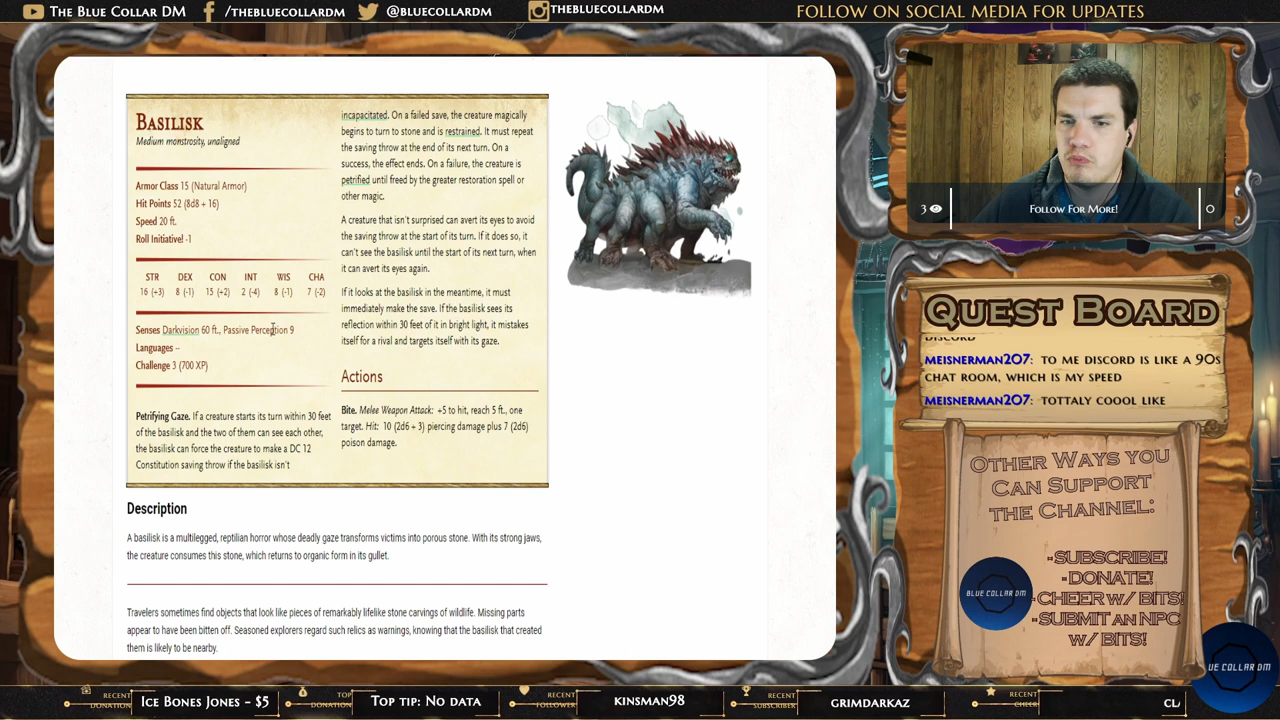 The Blue Collar DM
/thebluecollardm
@bluecollardm
thebluecollardm
Follow on social media for updates
Basilisk
Medium monstrosity, unaligned
Armor Class 15 (Natural Armor)
Hit Points 52 (8d8 + 16)
Speed 20 ft.
Roll Initiative! -1
STR DEX CON INT WIS CHA
16 (+3) 8 (-1) 15 (+2) 2 (-4) 8 (-1) 7 (-2)
Senses Darkvision 60 ft., Passive Perception 9
Languages --
Challenge 3 (700 XP)
Petrifying Gaze. If a creature starts its turn within 30 feet
of the basilisk and the two of them can see each other,
the basilisk can force the creature to make a DC 12
Constitution saving throw if the basilisk isn't
incapacitated. On a failed save, the creature magically
begins to turn to stone and is restrained. It must repeat
the saving throw at the end of its next turn. On a
success, the effect ends. On a failure, the creature is
petrified until freed by the greater restoration spell or
other magic.
A creature that isn't surprised can avert its eyes to avoid
the saving throw at the start of its turn. If it does so, it
can't see the basilisk until the start of its next turn, when
it can avert its eyes again.
If it looks at the basilisk in the meantime, it must
immediately make the save. If the basilisk sees its
reflection within 30 feet of it in bright light, it mistakes
itself for a rival and targets itself with its gaze.
Actions
Bite. Melee Weapon Attack: +5 to hit, reach 5 ft., one
target. Hit: 10 (2d6 + 3) piercing damage plus 7 (2d6)
poison damage.
Description
A basilisk is a multilegged, reptilian horror whose deadly gaze transforms victims into porous stone. With its strong jaws,
the creature consumes this stone, which returns to organic form in its gullet.
Travelers sometimes find objects that look like pieces of remarkably lifelike stone carvings of wildlife. Missing parts
appear to have been bitten off. Seasoned explorers regard such relics as warnings, knowing that the basilisk that created
them is likely to be nearby.
3
Follow For More!
0
Quest Board
discord
meisnerman207: to me discord is like a 90s
chat room, which is my speed
meisnerman207: tottaly coool like
Other Ways you
Can Support
the Channel:
-Subscribe!
-Donate!
-Cheer w/ Bits!
-Submit an NPC
w/ Bits!
BLUE COLLAR DM
UE COLLAR DM
Recent Donation
Ice Bones Jones - $5
Top Donation
Top tip: No data
Recent Follower
kinsman98
Recent Subscriber
grimdarkaz
Recent Cheer